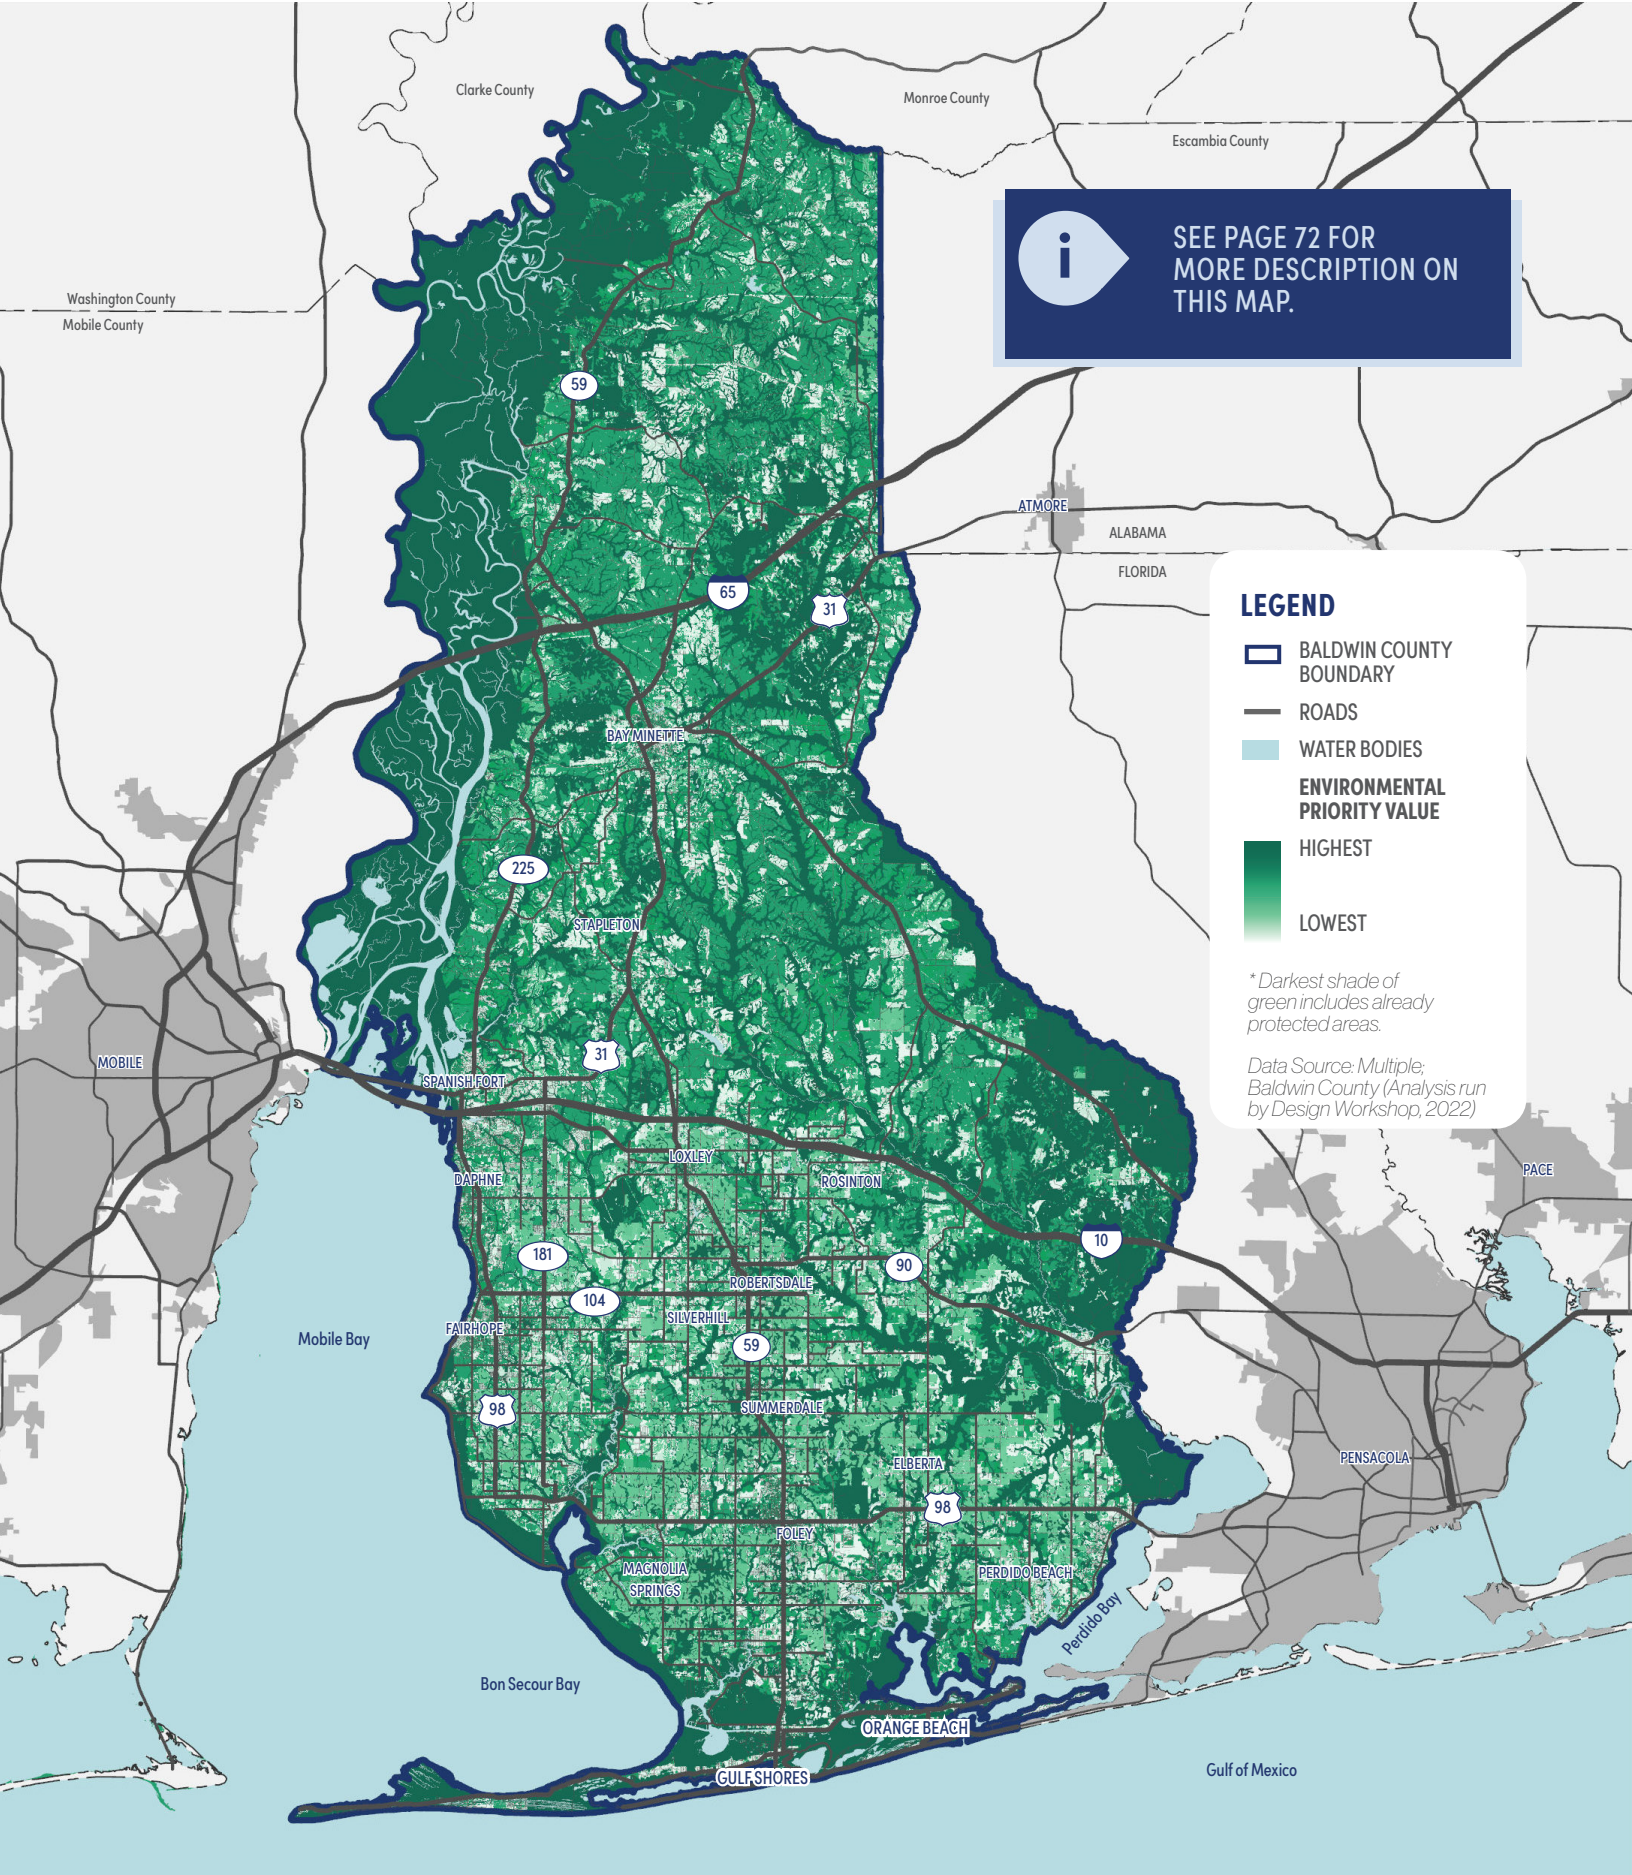 Clarke County
Monroe County
Escambia County
SEE PAGE 72 FOR
MORE DESCRIPTION ON
THIS MAP.
i
Washington County
Mobile County
59
ATMORE
ALABAMA
FLORIDA
65
31
LEGEND
BALDWIN COUNTY
BOUNDARY
ROADS
WATER BODIES
ENVIRONMENTAL
PRIORITY VALUE
HIGHEST
LOWEST
* Darkest shade of
green includes already
protected areas.
Data Source: Multiple;
Baldwin County (Analysis run
by Design Workshop, 2022)
BAY MINETTE
225
STAPLETON
31
MOBILE
SPANISH FORT
LOXLEY
DAPHNE
ROSINTON
PACE
181
10
90
ROBERTSDALE
104
SILVERHILL
FAIRHOPE
Mobile Bay
59
98
SUMMERDALE
ELBERTA
PENSACOLA
98
FOLEY
MAGNOLIA
SPRINGS
PERDIDO BEACH
Perdido Bay
Bon Secour Bay
ORANGE BEACH
GULF SHORES
Gulf of Mexico